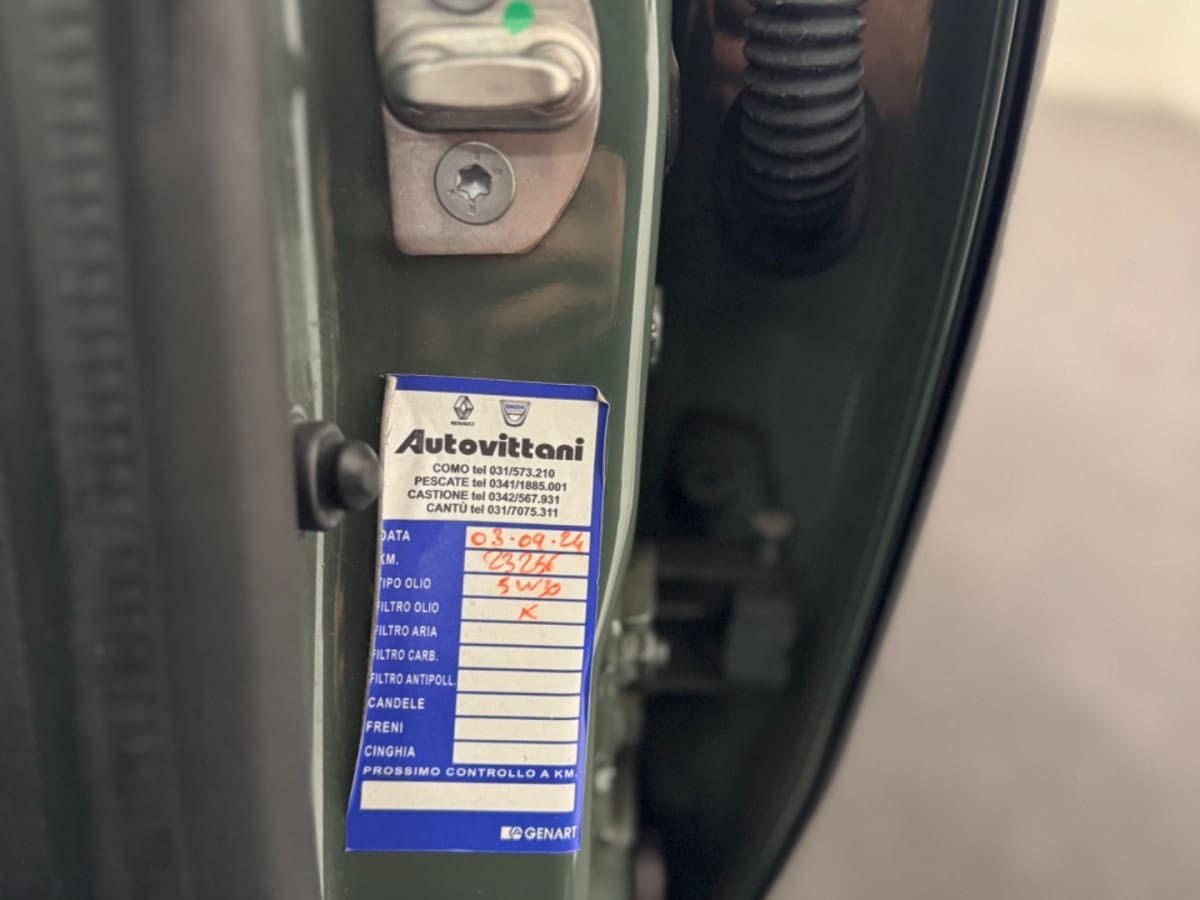 RENAULT
DACIA
Autovittani
COMO tel 031/573.210
PESCATE tel 0341/1885.001
CASTIONE tel 0342/567.931
CANTÙ tel 031/7075.311
DATA 03-09-24
KM. 23256
TIPO OLIO 5W30
FILTRO OLIO X
FILTRO ARIA
FILTRO CARB.
FILTRO ANTIPOLL.
CANDELE
FRENI
CINGHIA
PROSSIMO CONTROLLO A KM.
GENART